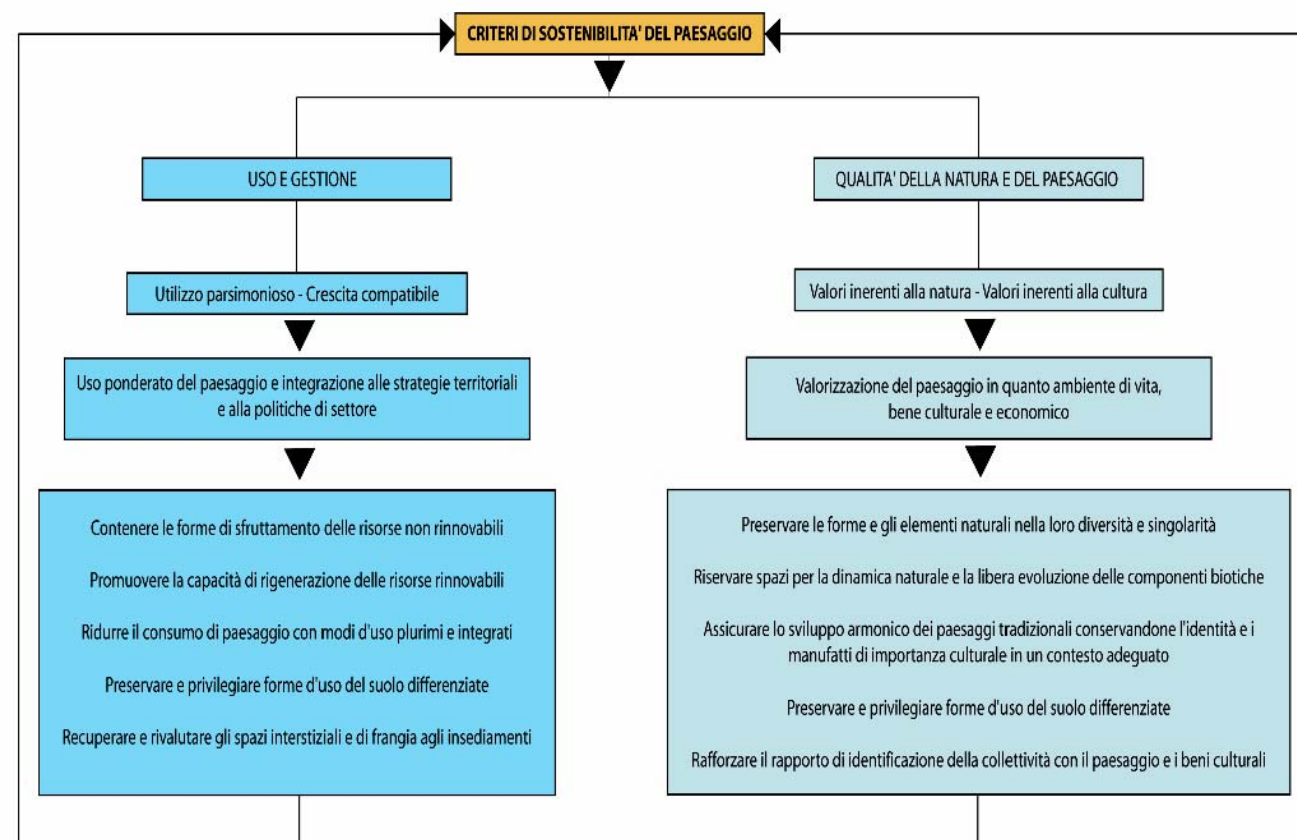 CRITERI DI SOSTENIBILITA' DEL PAESAGGIO
USO E GESTIONE
Utilizzo parsimonioso - Crescita compatibile
Uso ponderato del paesaggio e integrazione alle strategie territoriali
e alla politiche di settore
Contenere le forme di sfruttamento delle risorse non rinnovabili
Promuovere la capacità di rigenerazione delle risorse rinnovabili
Ridurre il consumo di paesaggio con modi d'uso plurimi e integrati
Preservare e privilegiare forme d'uso del suolo differenziate
Recuperare e rivalutare gli spazi interstiziali e di frangia agli insediamenti
QUALITA' DELLA NATURA E DEL PAESAGGIO
Valori inerenti alla natura - Valori inerenti alla cultura
Valorizzazione del paesaggio in quanto ambiente di vita,
bene culturale e economico
Preservare le forme e gli elementi naturali nella loro diversità e singolarità
Riservare spazi per la dinamica naturale e la libera evoluzione delle componenti biotiche
Assicurare lo sviluppo armonico dei paesaggi tradizionali conservandone l'identità e i
manufatti di importanza culturale in un contesto adeguato
Preservare e privilegiare forme d'uso del suolo differenziate
Rafforzare il rapporto di identificazione della collettività con il paesaggio e i beni culturali